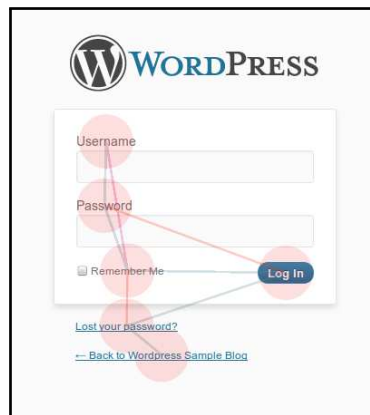 WORDPRESS
Username
Password
Remember Me
Log In
Lost your password?
← Back to Wordpress Sample Blog